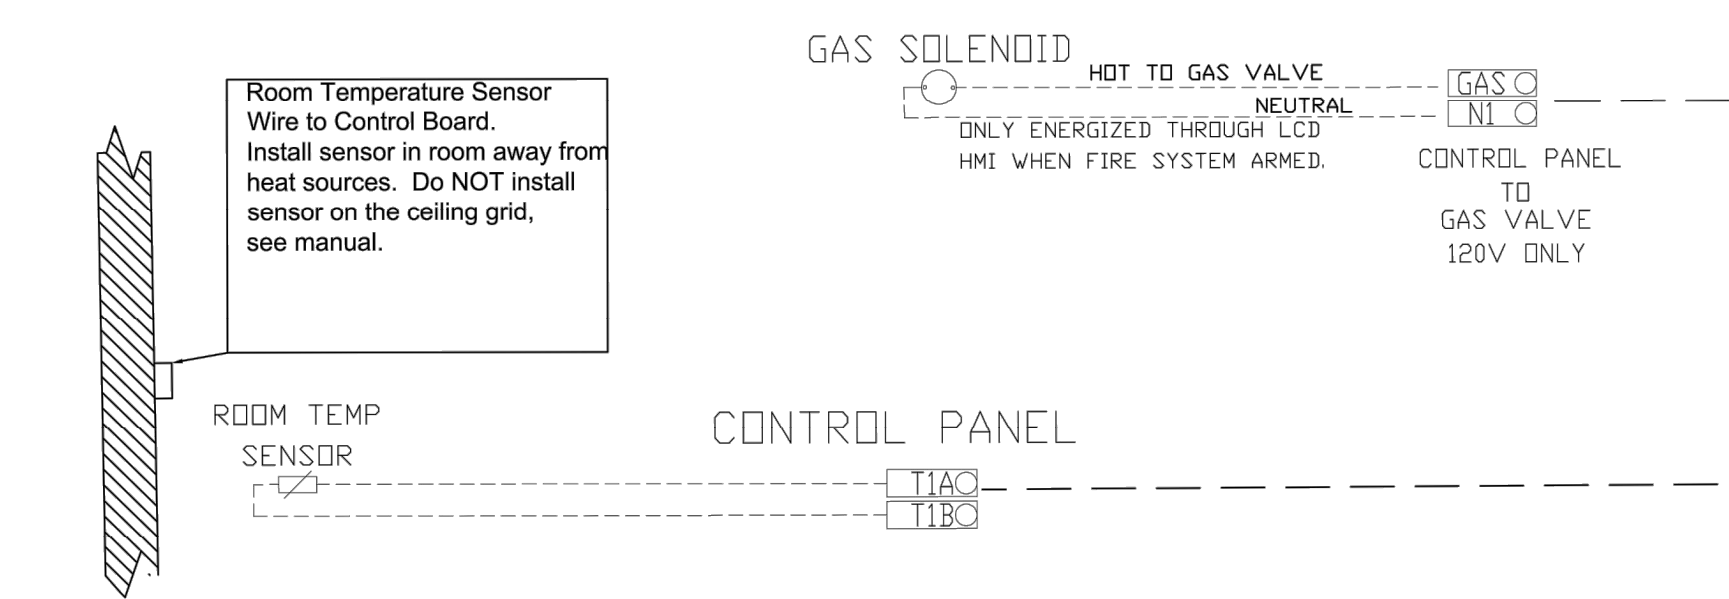 Room Temperature Sensor
Wire to Control Board.
Install sensor in room away from
heat sources.  Do NOT install
sensor on the ceiling grid,
see manual.
GAS SOLENOID
HOT TO GAS VALVE
NEUTRAL
ONLY ENERGIZED THROUGH LCD
HMI WHEN FIRE SYSTEM ARMED.
GAS
N1
CONTROL PANEL
TO
GAS VALVE
120V ONLY
ROOM TEMP
SENSOR
CONTROL PANEL
T1A
T1B